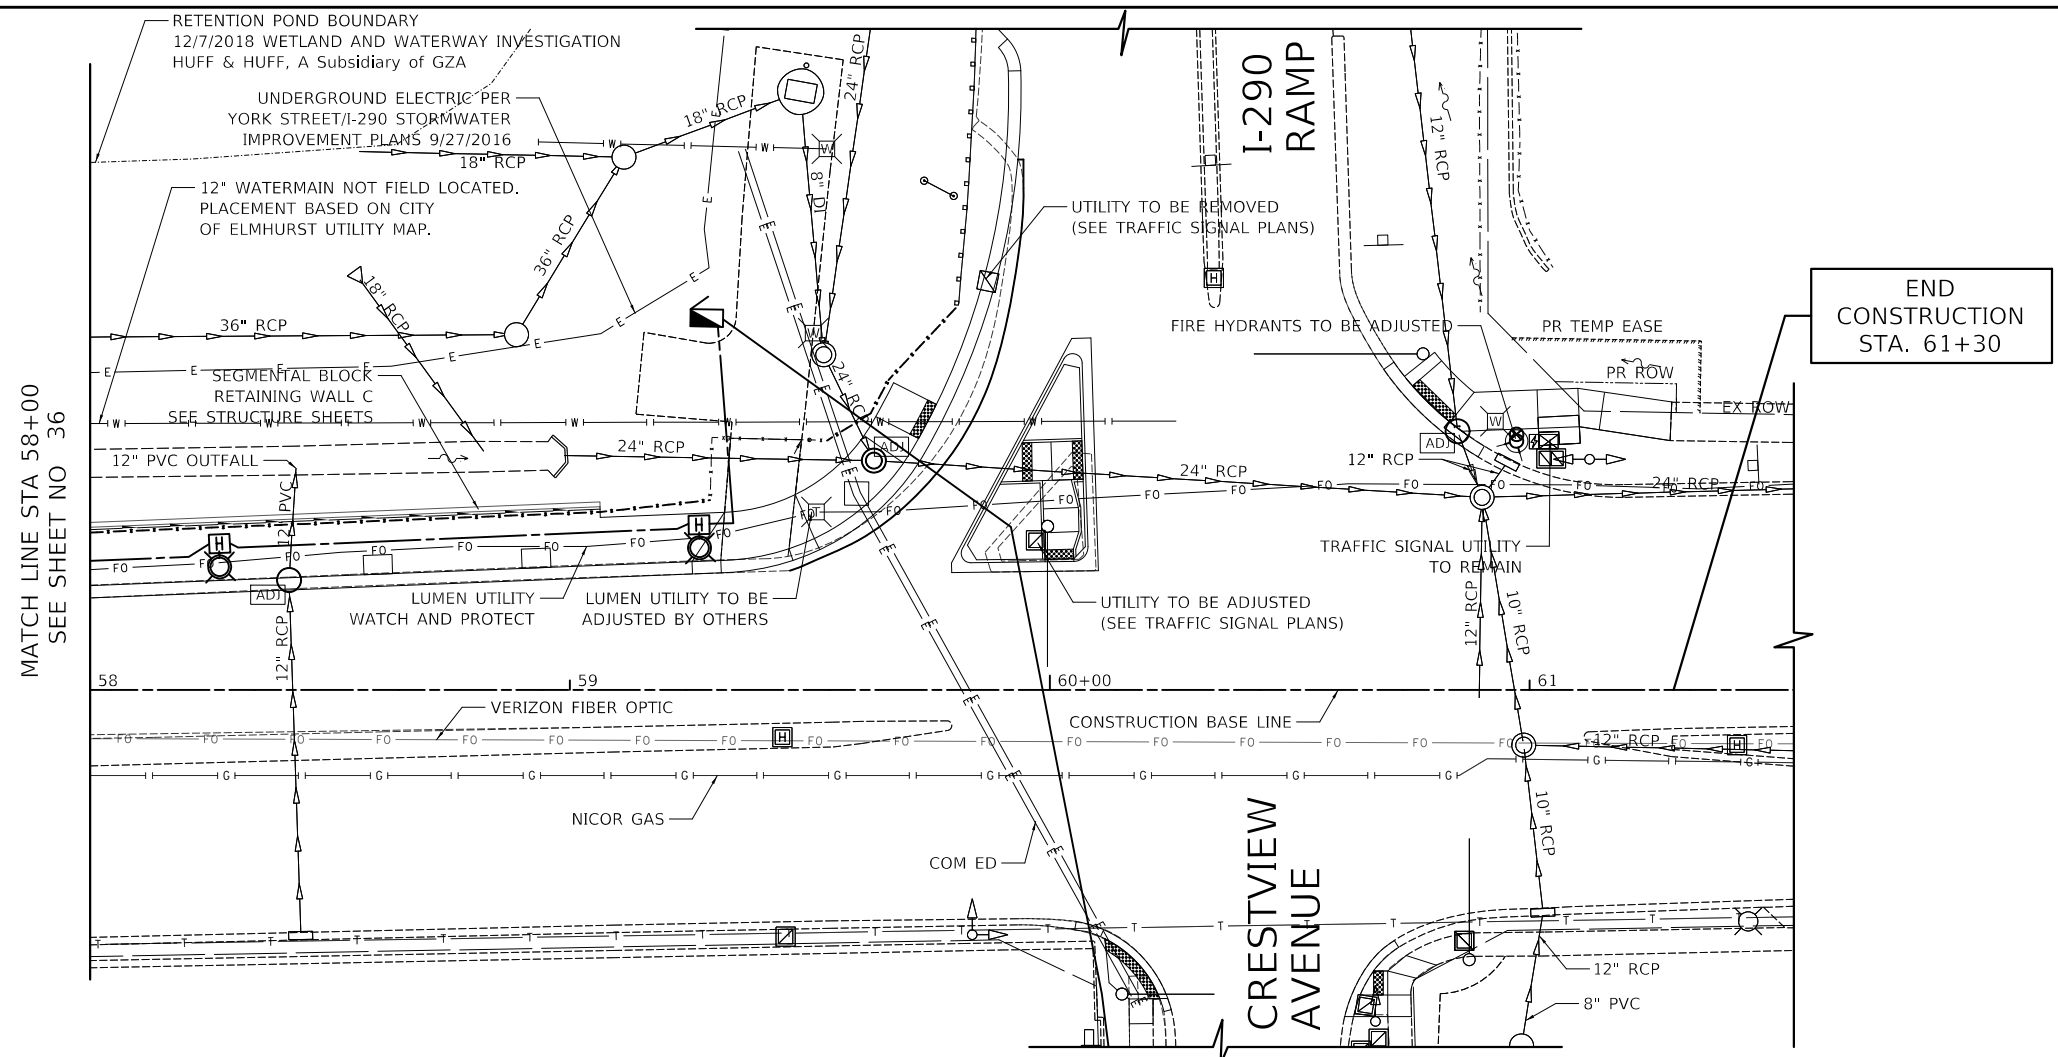 RETENTION POND BOUNDARY
12/7/2018 WETLAND AND WATERWAY INVESTIGATION
HUFF & HUFF, A Subsidiary of GZA
UNDERGROUND ELECTRIC PER
YORK STREET/I-290 STORMWATER
IMPROVEMENT PLANS 9/27/2016
18" RCP
18" RCP
24" RCP
8" DI
12" WATERMAIN NOT FIELD LOCATED.
PLACEMENT BASED ON CITY
OF ELMHURST UTILITY MAP.
36" RCP
18" RCP
36" RCP
I-290
RAMP
12" RCP
UTILITY TO BE REMOVED
(SEE TRAFFIC SIGNAL PLANS)
FIRE HYDRANTS TO BE ADJUSTED
PR TEMP EASE
PR ROW
EX ROW
END
CONSTRUCTION
STA. 61+30
MATCH LINE STA 58+00
SEE SHEET NO 36
SEGMENTAL BLOCK
RETAINING WALL C
SEE STRUCTURE SHEETS
24" RCP
24" RCP
ADJ
ADJ
12" PVC OUTFALL
12" PVC
24" RCP
12" RCP
24" RCP
TRAFFIC SIGNAL UTILITY
TO REMAIN
ADJ
LUMEN UTILITY
WATCH AND PROTECT
LUMEN UTILITY TO BE
ADJUSTED BY OTHERS
UTILITY TO BE ADJUSTED
(SEE TRAFFIC SIGNAL PLANS)
12" RCP
12" RCP
10" RCP
58
59
60+00
61
VERIZON FIBER OPTIC
CONSTRUCTION BASE LINE
12" RCP
NICOR GAS
10" RCP
COM ED
CRESTVIEW
AVENUE
12" RCP
8" PVC